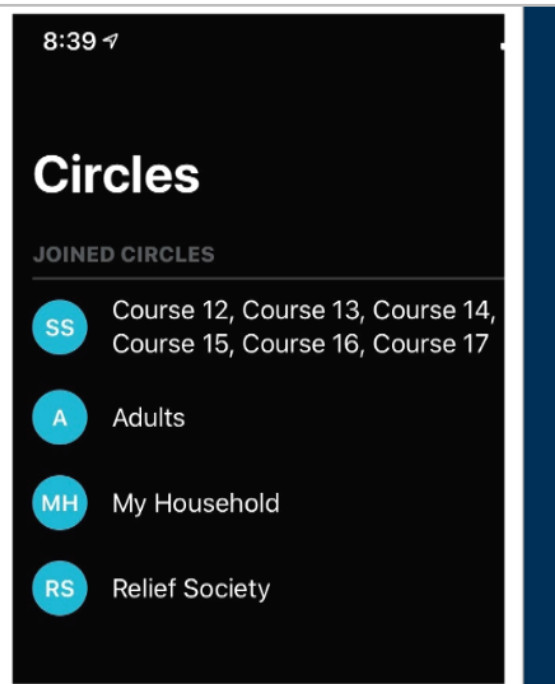 8:39
Circles
JOINED CIRCLES
SS
Course 12, Course 13, Course 14,
Course 15, Course 16, Course 17
A
Adults
MH
My Household
RS
Relief Society